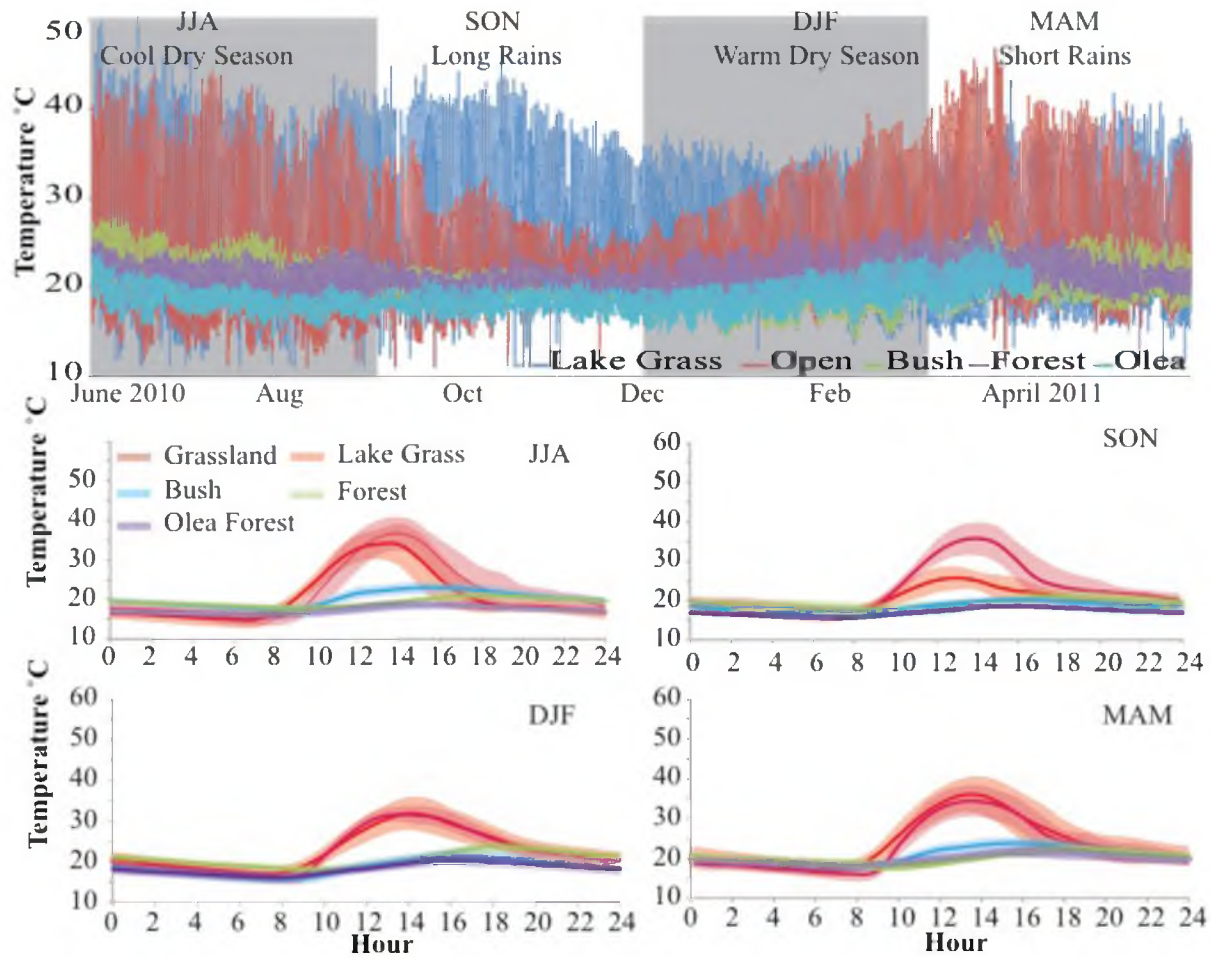 50
JJA
SON
DJF
MAM
Cool Dry Season
Long Rains
Warm Dry Season
Short Rains
Temperature °C
40
30
20
10
Lake Grass
Open
Bush
Forest
Olea
June 2010
Aug
Oct
Dec
Feb
April 2011
Temperature °C
JJA
Grassland
Lake Grass
Bush
Forest
Olea Forest
50
40
30
20
10
0 2 4 6 8 10 12 14 16 18 20 22 24
SON
60
50
40
30
20
10
0 2 4 6 8 10 12 14 16 18 20 22 24
Temperature °C
DJF
60
50
40
30
20
10
0 2 4 6 8 10 12 14 16 18 20 22 24
Hour
MAM
60
50
40
30
20
10
0 2 4 6 8 10 12 14 16 18 20 22 24
Hour